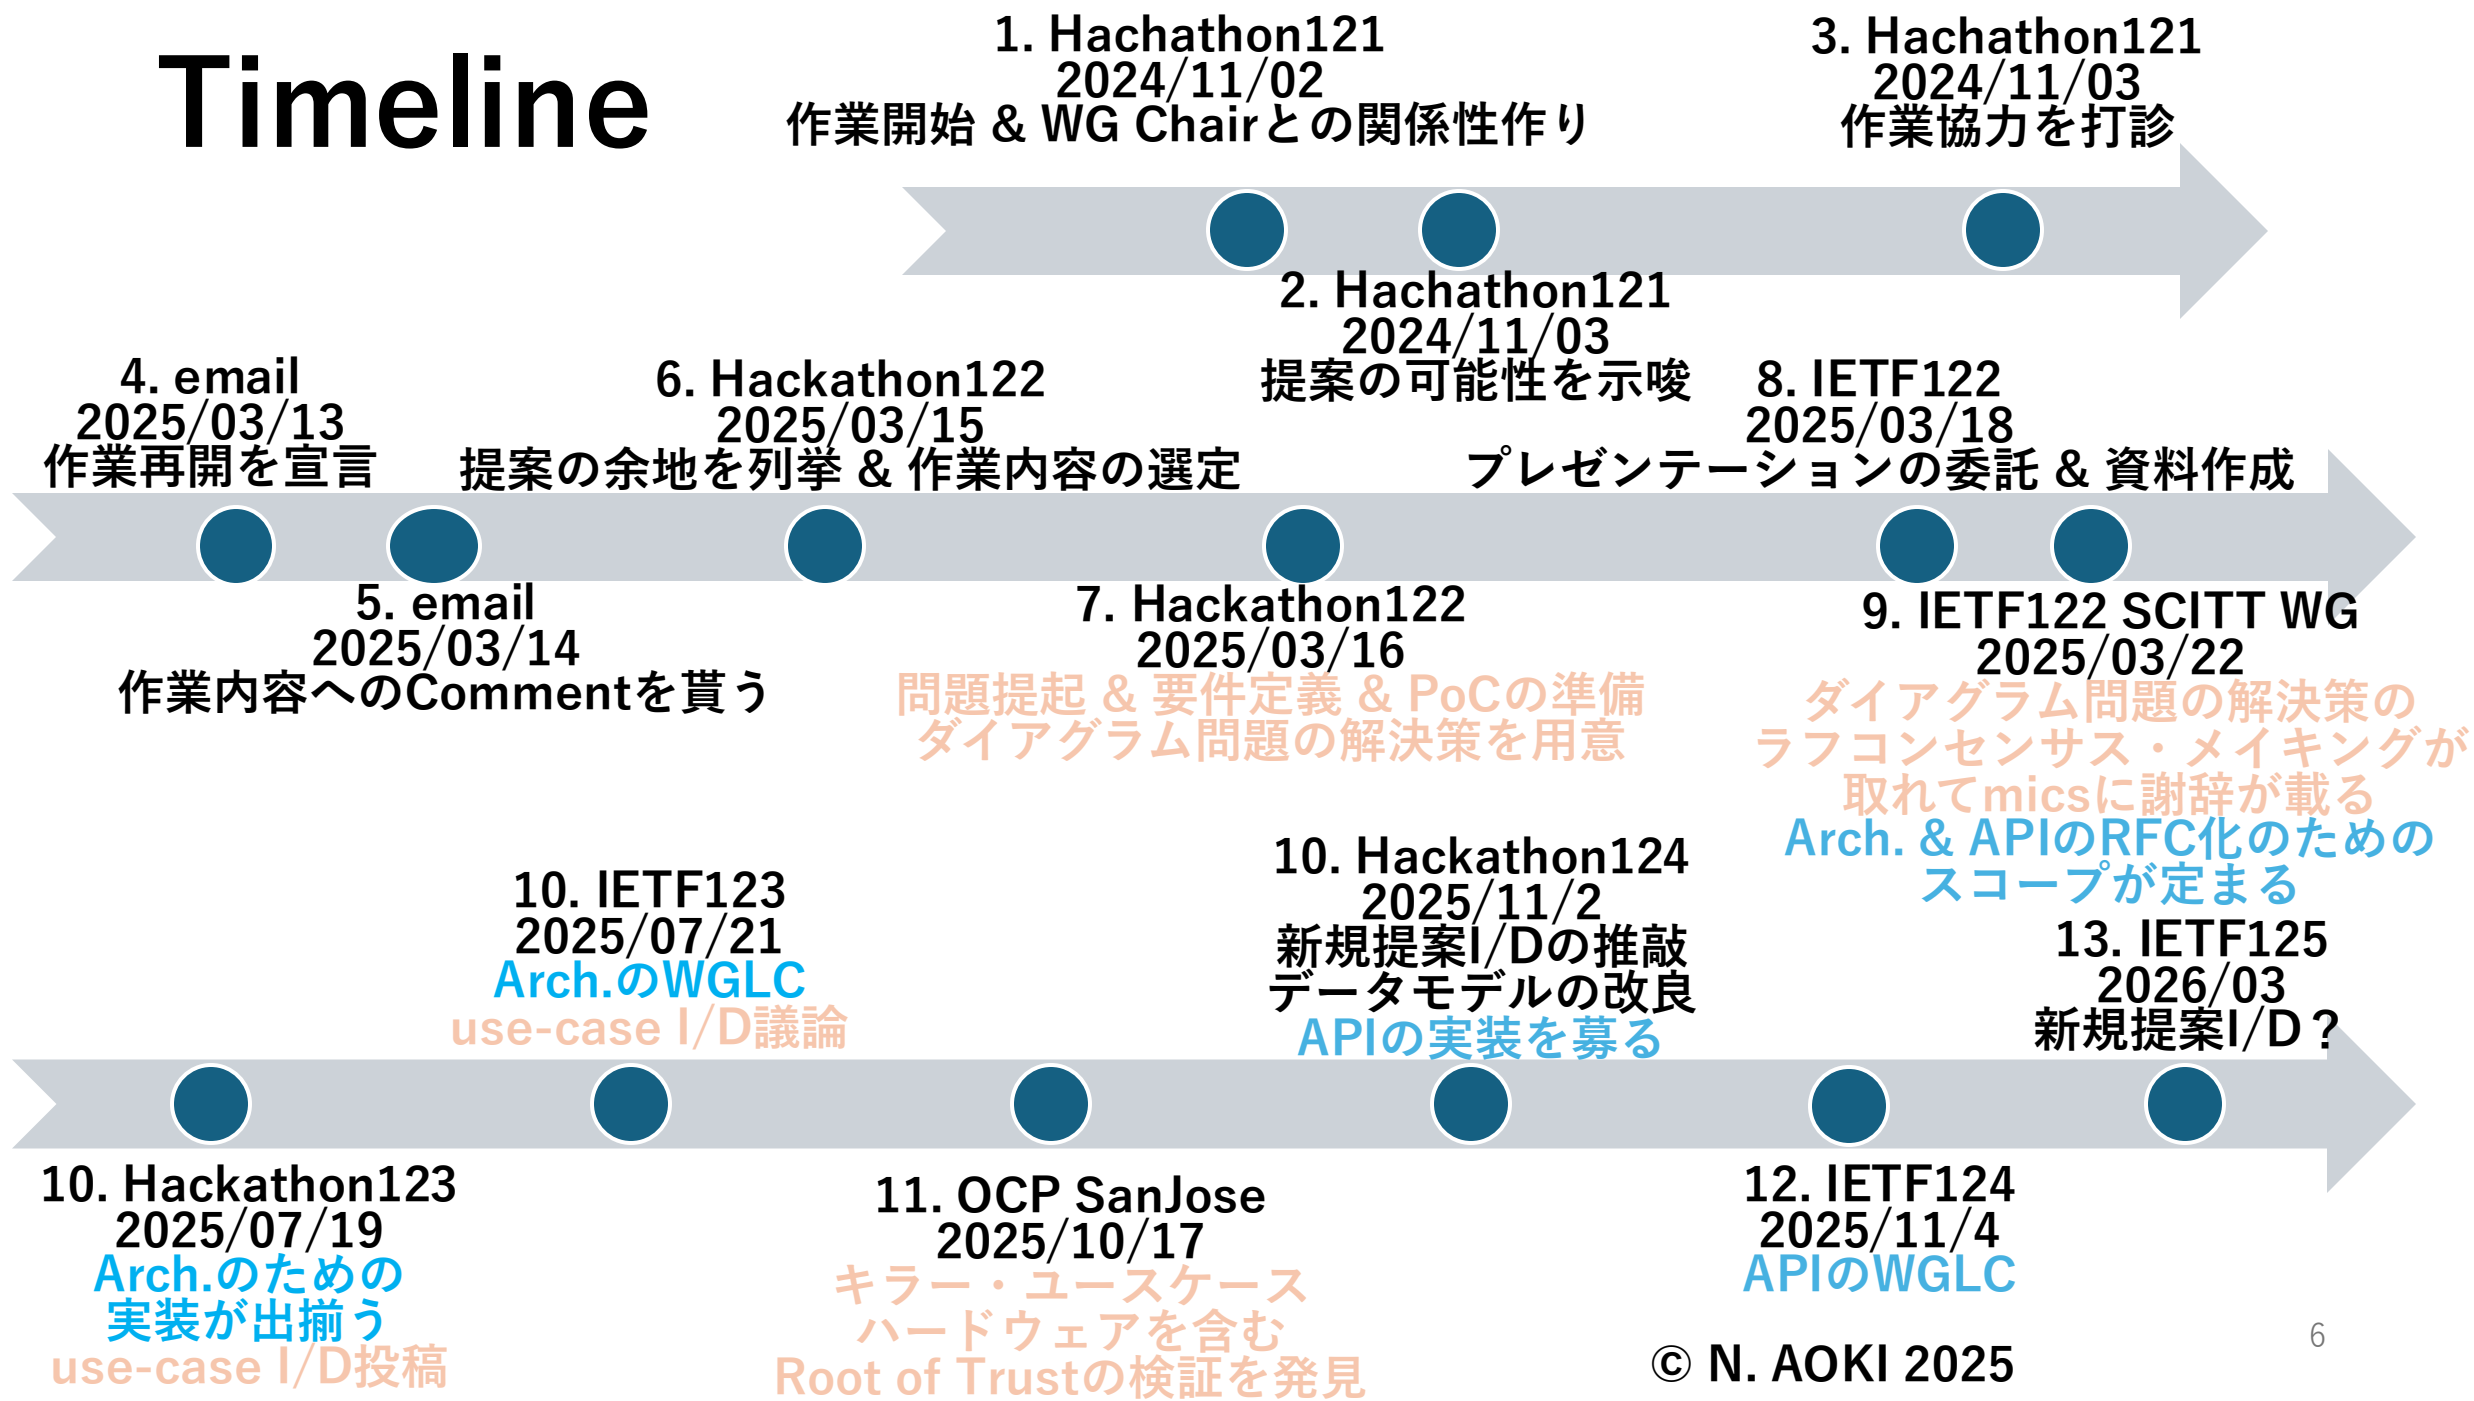 Timeline
1. Hachathon121
2024/11/02
作業開始 & WG Chairとの関係性作り
3. Hachathon121
2024/11/03
作業協力を打診
2. Hachathon121
2024/11/03
提案の可能性を示唆
4. email
2025/03/13
作業再開を宣言
6. Hackathon122
2025/03/15
提案の余地を列挙 & 作業内容の選定
8. IETF122
2025/03/18
プレゼンテーションの委託 & 資料作成
5. email
2025/03/14
作業内容へのCommentを貰う
7. Hackathon122
2025/03/16
問題提起 & 要件定義 & PoCの準備
ダイアグラム問題の解決策を用意
9. IETF122 SCITT WG
2025/03/22
ダイアグラム問題の解決策の
ラフコンセンサス・メイキングが
取れてmicsに謝辞が載る
Arch. & APIのRFC化のための
スコープが定まる
10. IETF123
2025/07/21
Arch.のWGLC
use-case I/D議論
10. Hackathon124
2025/11/2
新規提案I/Dの推敲
データモデルの改良
APIの実装を募る
13. IETF125
2026/03
新規提案I/D？
10. Hackathon123
2025/07/19
Arch.のための
実装が出揃う
use-case I/D投稿
11. OCP SanJose
2025/10/17
キラー・ユースケース
ハードウェアを含む
Root of Trustの検証を発見
12. IETF124
2025/11/4
APIのWGLC
© N. AOKI 2025
6